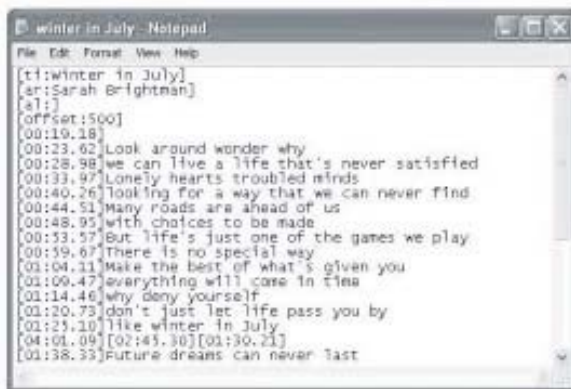 winter in July - Notepad
File Edit Format View Help
[ti:Winter in July]
[ar:Sarah Brightman]
[al:]
[offset:500]
[00:19.18]
[00:23.62]Look around wonder why
[00:28.98]we can live a life that's never satisfied
[00:33.97]Lonely hearts troubled minds
[00:40.26]looking for a way that we can never find
[00:44.51]Many roads are ahead of us
[00:48.95]with choices to be made
[00:53.57]But life's just one of the games we play
[00:59.67]There is no special way
[01:04.11]Make the best of what's given you
[01:09.47]everything will come in time
[01:14.46]why deny yourself
[01:20.73]don't just let life pass you by
[01:25.10]like winter in July
[04:01.09][02:45.30][01:30.21]
[01:38.33]Future dreams can never last